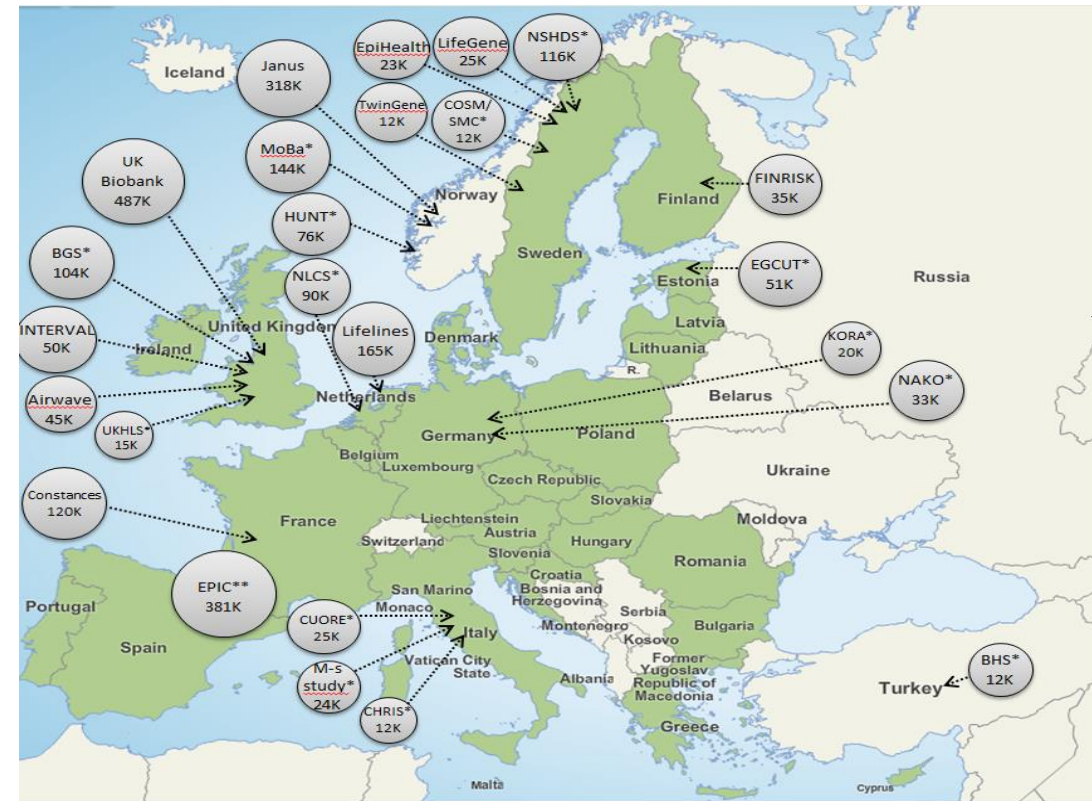 Iceland
Janus
318K
EpiHealth
23K
LifeGene
25K
NSHDS*
116K
TwinGene
12K
COSM/
SMC*
12K
MoBa*
144K
UK
Biobank
487K
HUNT*
76K
Norway
Finland
FINRISK
35K
Sweden
BGS*
104K
NLCS*
90K
EGCUT*
51K
Estonia
Russia
INTERVAL
50K
United Kingdom
Ireland
Lifelines
165K
Denmark
Latvia
Lithuania
KORA*
20K
R.
Airwave
45K
Netherlands
Belarus
NAKO*
33K
UKHLS*
15K
Germany
Poland
Belgium
Luxembourg
Ukraine
Czech Republic
Constances
120K
Slovakia
France
Liechtenstein
Austria
Moldova
Switzerland
Hungary
Slovenia
Romania
EPIC**
381K
San Marino
Croatia
Bosnia and
Herzegovina
Monaco
Serbia
Portugal
CUORE*
25K
Italy
Montenegro
Bulgaria
Kosovo
Spain
Vatican City
State
Former
Yugoslav
Republic of
Macedonia
M-s
study*
24K
Albania
BHS*
12K
Turkey
CHRIS*
12K
Greece
Malta
Cyprus